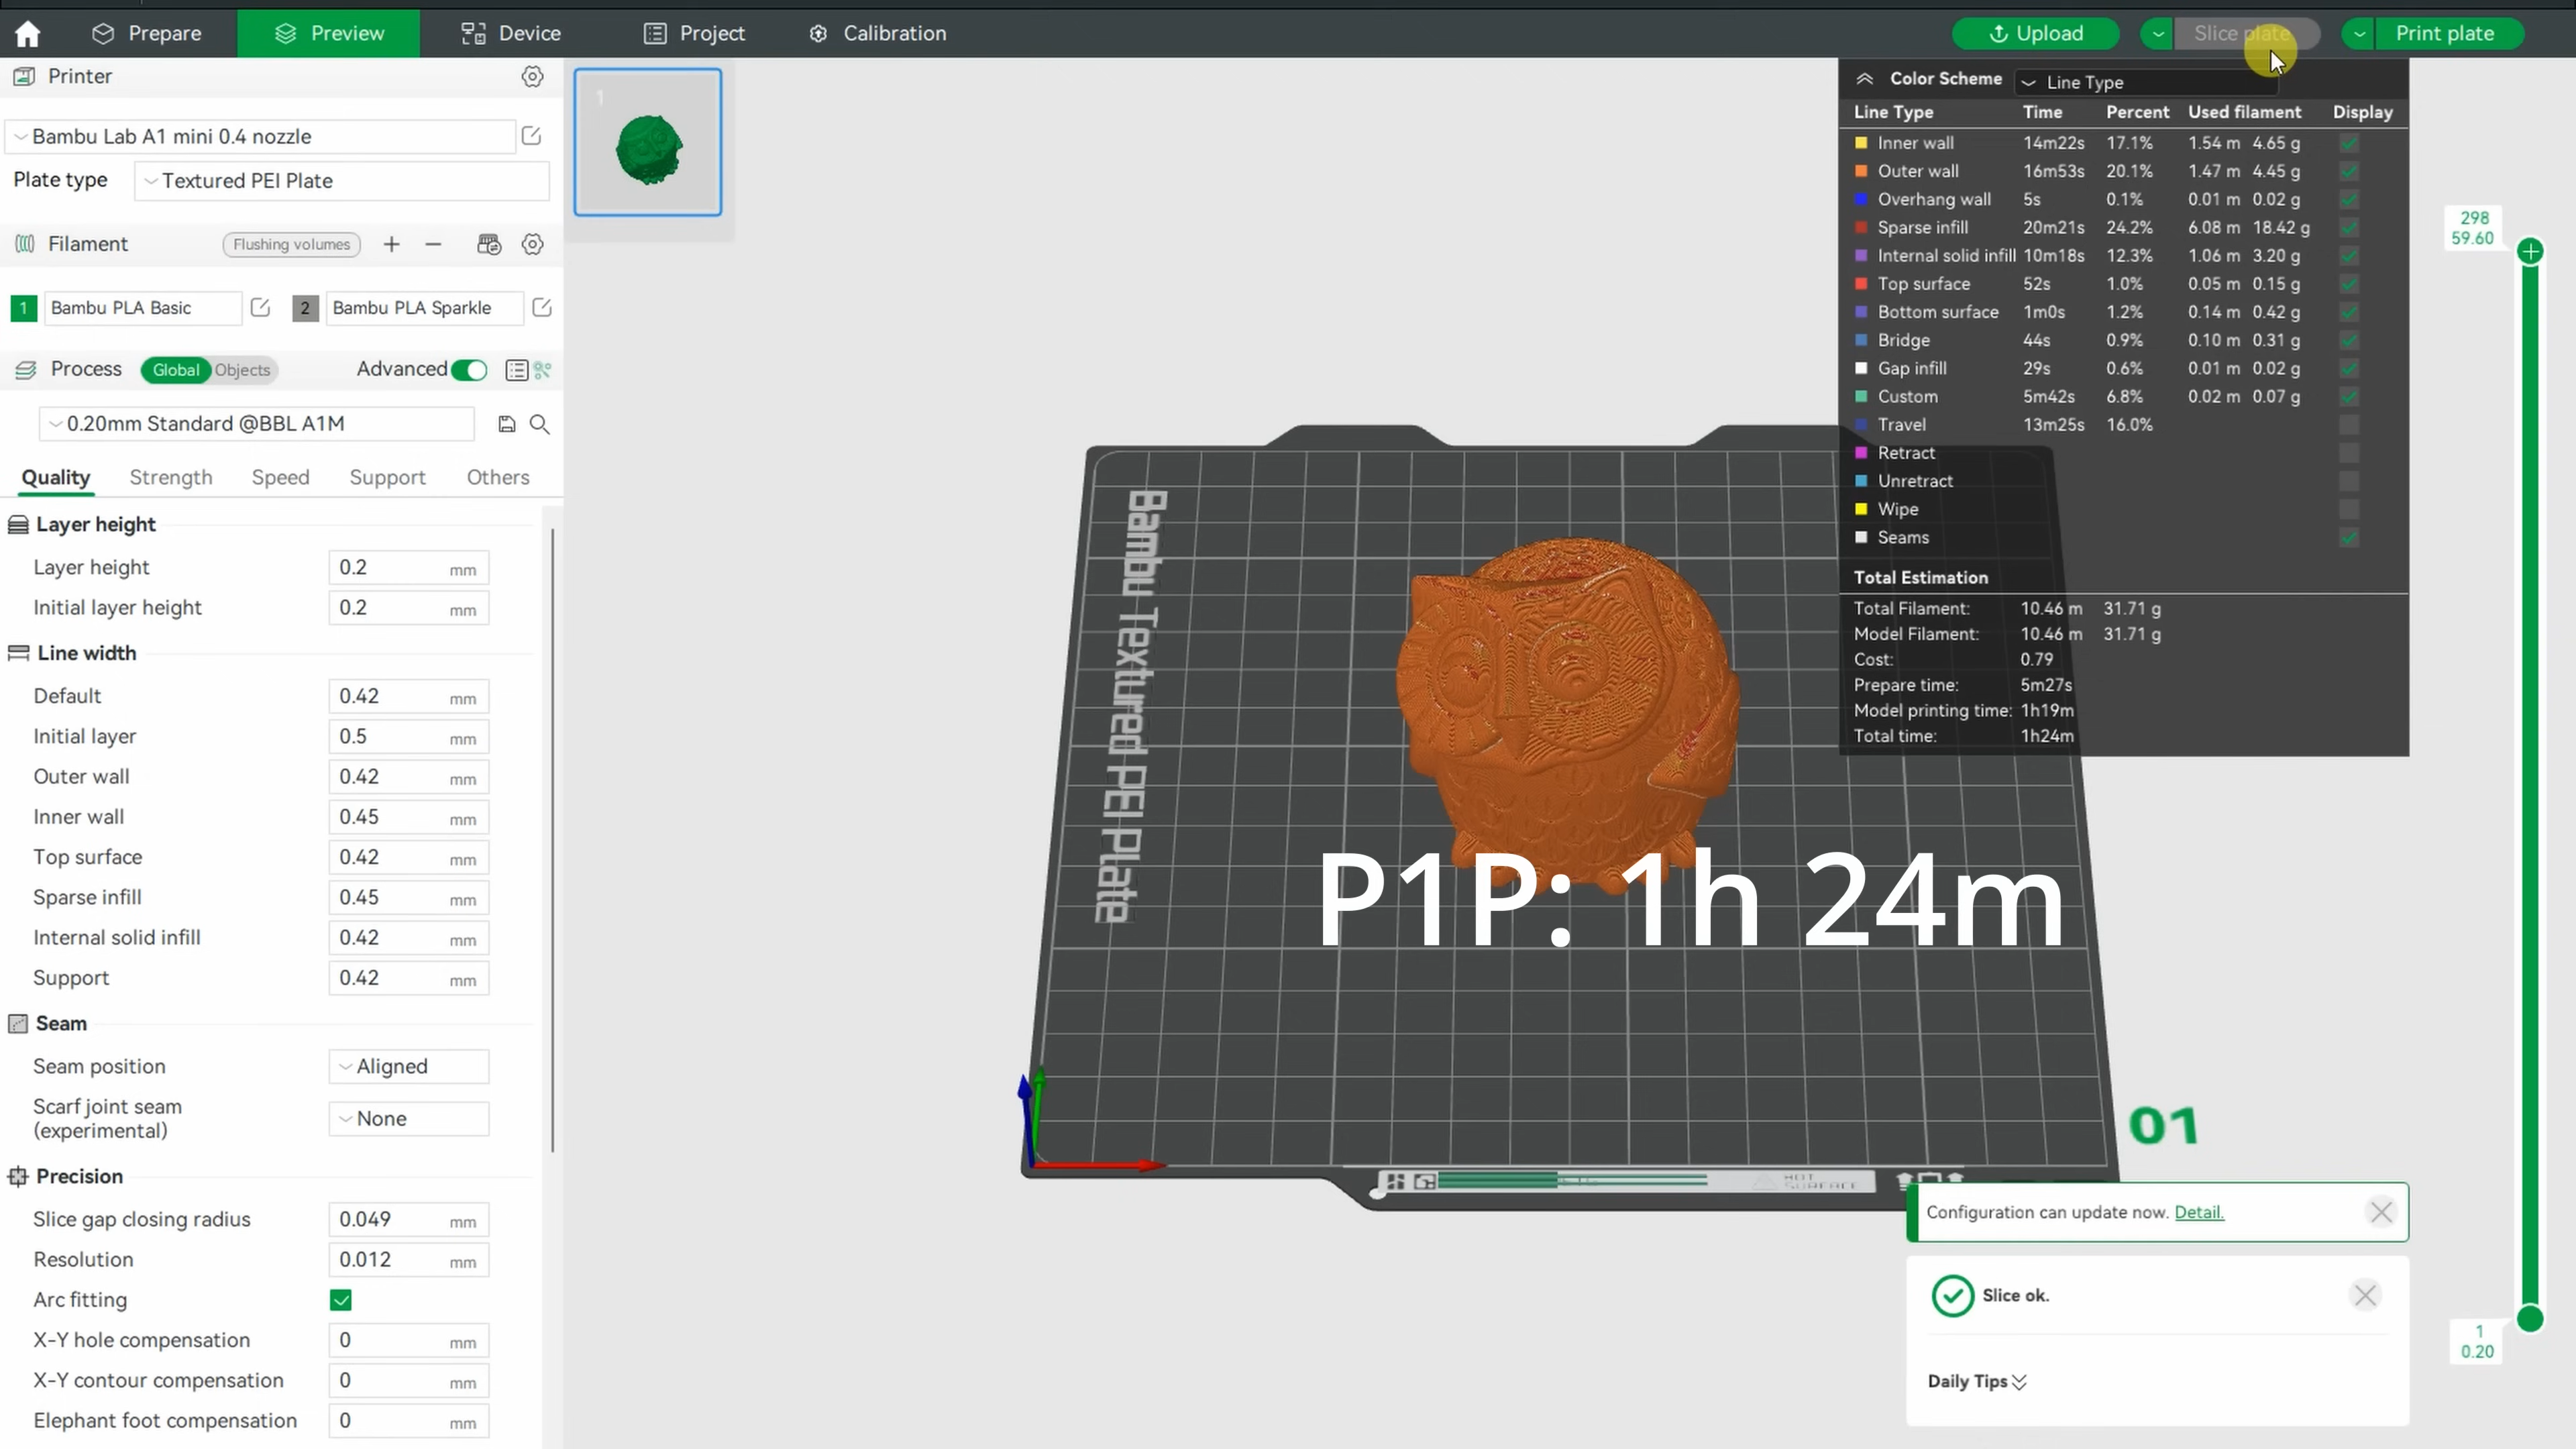 Prepare
Preview
Device
Project
Calibration
Upload
Slice plate
Print plate
Printer
Bambu Lab A1 mini 0.4 nozzle
Plate type
Textured PEI Plate
Filament
Flushing volumes
1 Bambu PLA Basic
2 Bambu PLA Sparkle
Process
Global Objects
Advanced
0.20mm Standard @BBL A1M
Quality
Strength
Speed
Support
Others
Layer height
Layer height 0.2 mm
Initial layer height 0.2 mm
Line width
Default 0.42 mm
Initial layer 0.5 mm
Outer wall 0.42 mm
Inner wall 0.45 mm
Top surface 0.42 mm
Sparse infill 0.45 mm
Internal solid infill 0.42 mm
Support 0.42 mm
Seam
Seam position Aligned
Scarf joint seam
(experimental) None
Precision
Slice gap closing radius 0.049 mm
Resolution 0.012 mm
Arc fitting
X-Y hole compensation 0 mm
X-Y contour compensation 0 mm
Elephant foot compensation 0 mm
1
Bambu Textured PEI Plate
P1P: 1h 24m
HOT
SURFACE
01
Color Scheme Line Type
Line Type Time Percent Used filament Display
Inner wall 14m22s 17.1% 1.54 m 4.65 g
Outer wall 16m53s 20.1% 1.47 m 4.45 g
Overhang wall 5s 0.1% 0.01 m 0.02 g
Sparse infill 20m21s 24.2% 6.08 m 18.42 g
Internal solid infill 10m18s 12.3% 1.06 m 3.20 g
Top surface 52s 1.0% 0.05 m 0.15 g
Bottom surface 1m0s 1.2% 0.14 m 0.42 g
Bridge 44s 0.9% 0.10 m 0.31 g
Gap infill 29s 0.6% 0.01 m 0.02 g
Custom 5m42s 6.8% 0.02 m 0.07 g
Travel 13m25s 16.0%
Retract
Unretract
Wipe
Seams
Total Estimation
Total Filament: 10.46 m 31.71 g
Model Filament: 10.46 m 31.71 g
Cost: 0.79
Prepare time: 5m27s
Model printing time: 1h19m
Total time: 1h24m
298
59.60
1
0.20
Configuration can update now. Detail.
Slice ok.
Daily Tips